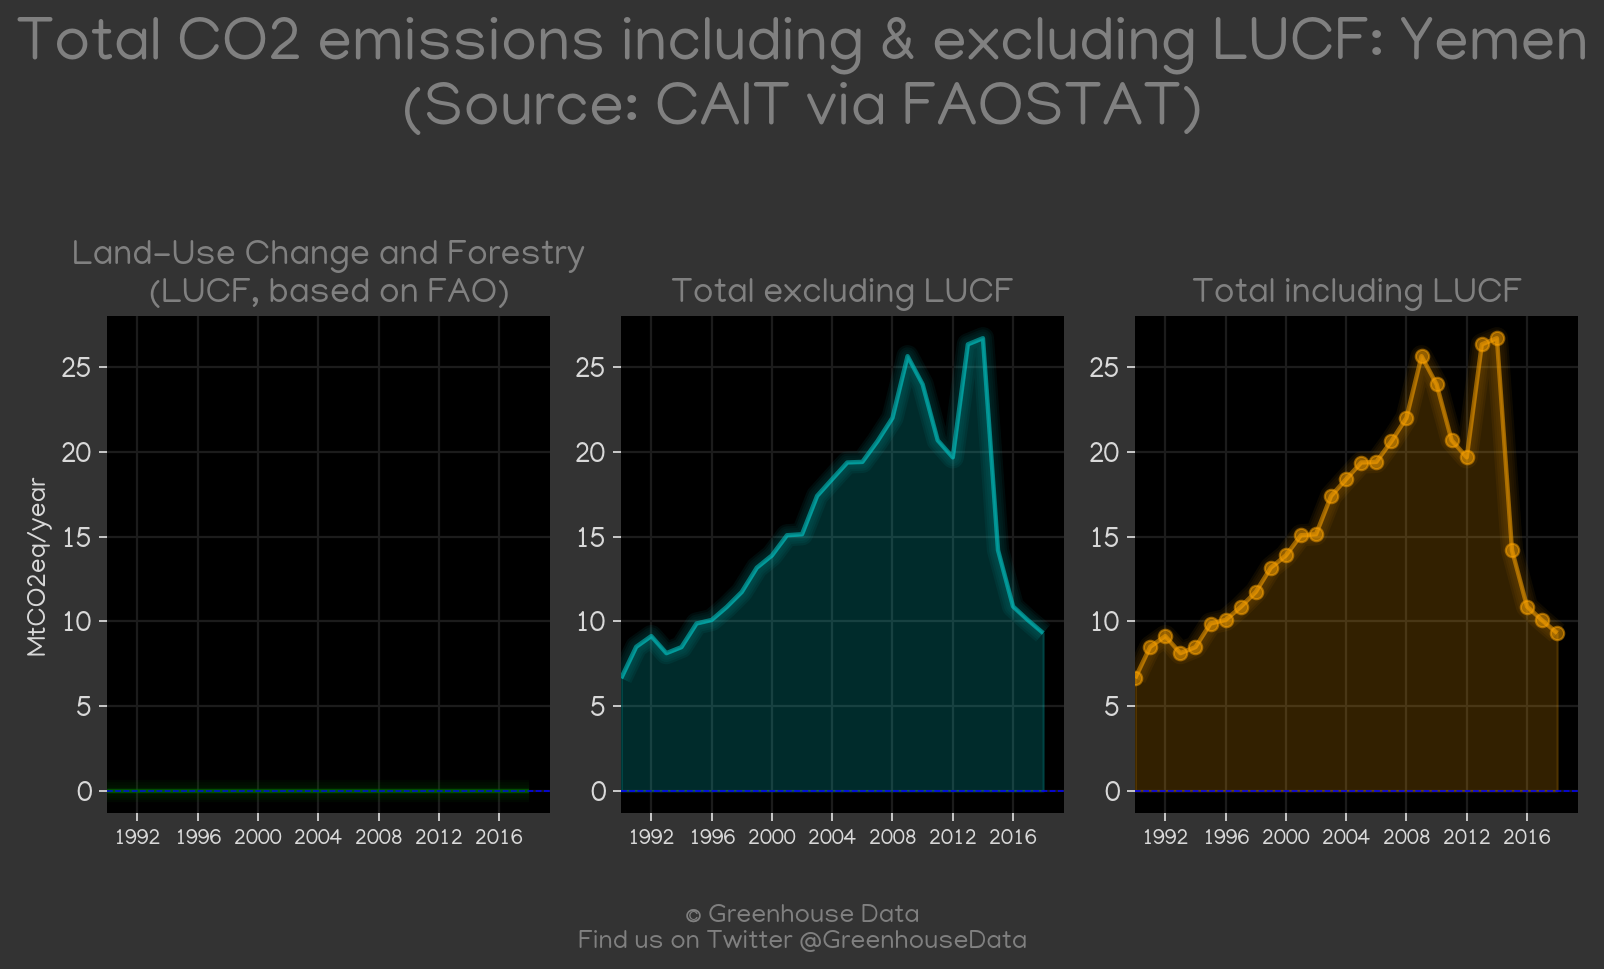 Total CO2 emissions including & excluding LUCF: Yemen
(Source: CAIT via FAOSTAT)
Land-Use Change and Forestry
(LUCF, based on FAO)
Total excluding LUCF
Total including LUCF
MtCO2eq/year
25
20
15
10
5
0
1992 1996 2000 2004 2008 2012 2016
25
20
15
10
5
0
1992 1996 2000 2004 2008 2012 2016
25
20
15
10
5
0
1992 1996 2000 2004 2008 2012 2016
© Greenhouse Data
Find us on Twitter @GreenhouseData